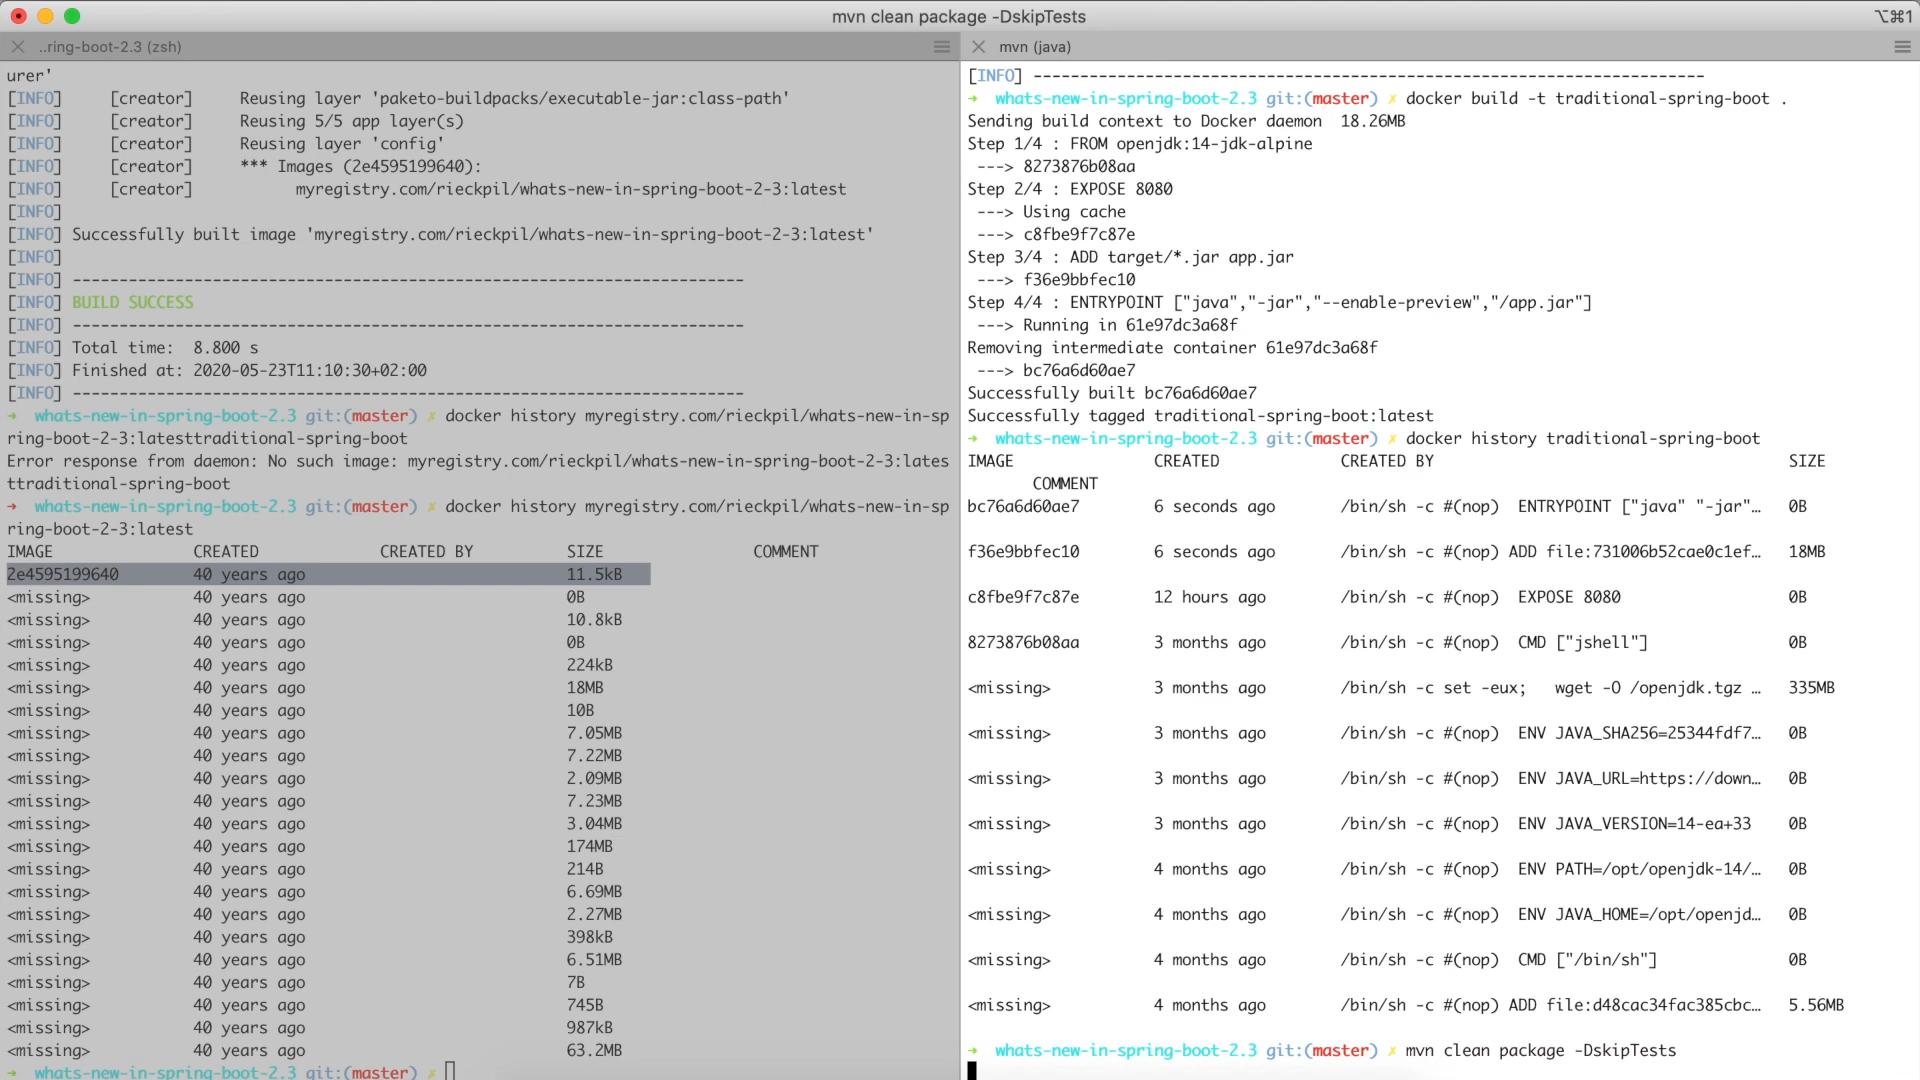 mvn clean package -DskipTests
⌥⌘1
..ring-boot-2.3 (zsh)
mvn (java)
urer'
[INFO]     [creator]     Reusing layer 'paketo-buildpacks/executable-jar:class-path'
[INFO]     [creator]     Reusing 5/5 app layer(s)
[INFO]     [creator]     Reusing layer 'config'
[INFO]     [creator]     *** Images (2e4595199640):
[INFO]     [creator]           myregistry.com/rieckpil/whats-new-in-spring-boot-2-3:latest
[INFO]
[INFO] Successfully built image 'myregistry.com/rieckpil/whats-new-in-spring-boot-2-3:latest'
[INFO]
[INFO] ------------------------------------------------------------------------
[INFO] BUILD SUCCESS
[INFO] ------------------------------------------------------------------------
[INFO] Total time:  8.800 s
[INFO] Finished at: 2020-05-23T11:10:30+02:00
[INFO] ------------------------------------------------------------------------
➜  whats-new-in-spring-boot-2.3 git:(master) ✗ docker history myregistry.com/rieckpil/whats-new-in-sp
ring-boot-2-3:latesttraditional-spring-boot
Error response from daemon: No such image: myregistry.com/rieckpil/whats-new-in-spring-boot-2-3:lates
ttraditional-spring-boot
➜  whats-new-in-spring-boot-2.3 git:(master) ✗ docker history myregistry.com/rieckpil/whats-new-in-sp
ring-boot-2-3:latest
IMAGE               CREATED             CREATED BY          SIZE                COMMENT
2e4595199640        40 years ago                            11.5kB
<missing>           40 years ago                            0B
<missing>           40 years ago                            10.8kB
<missing>           40 years ago                            0B
<missing>           40 years ago                            224kB
<missing>           40 years ago                            18MB
<missing>           40 years ago                            10B
<missing>           40 years ago                            7.05MB
<missing>           40 years ago                            7.22MB
<missing>           40 years ago                            2.09MB
<missing>           40 years ago                            7.23MB
<missing>           40 years ago                            3.04MB
<missing>           40 years ago                            174MB
<missing>           40 years ago                            214B
<missing>           40 years ago                            6.69MB
<missing>           40 years ago                            2.27MB
<missing>           40 years ago                            398kB
<missing>           40 years ago                            6.51MB
<missing>           40 years ago                            7B
<missing>           40 years ago                            745B
<missing>           40 years ago                            987kB
<missing>           40 years ago                            63.2MB
➜  whats-new-in-spring-boot-2.3 git:(master) ✗
[INFO] ------------------------------------------------------------------------
➜  whats-new-in-spring-boot-2.3 git:(master) ✗ docker build -t traditional-spring-boot .
Sending build context to Docker daemon  18.26MB
Step 1/4 : FROM openjdk:14-jdk-alpine
 ---> 8273876b08aa
Step 2/4 : EXPOSE 8080
 ---> Using cache
 ---> c8fbe9f7c87e
Step 3/4 : ADD target/*.jar app.jar
 ---> f36e9bbfec10
Step 4/4 : ENTRYPOINT ["java","-jar","--enable-preview","/app.jar"]
 ---> Running in 61e97dc3a68f
Removing intermediate container 61e97dc3a68f
 ---> bc76a6d60ae7
Successfully built bc76a6d60ae7
Successfully tagged traditional-spring-boot:latest
➜  whats-new-in-spring-boot-2.3 git:(master) ✗ docker history traditional-spring-boot
IMAGE               CREATED             CREATED BY                                      SIZE
       COMMENT
bc76a6d60ae7        6 seconds ago       /bin/sh -c #(nop)  ENTRYPOINT ["java" "-jar"…   0B
f36e9bbfec10        6 seconds ago       /bin/sh -c #(nop) ADD file:731006b52cae0c1ef…   18MB
c8fbe9f7c87e        12 hours ago        /bin/sh -c #(nop)  EXPOSE 8080                  0B
8273876b08aa        3 months ago        /bin/sh -c #(nop)  CMD ["jshell"]               0B
<missing>           3 months ago        /bin/sh -c set -eux;   wget -O /openjdk.tgz …   335MB
<missing>           3 months ago        /bin/sh -c #(nop)  ENV JAVA_SHA256=25344fdf7…   0B
<missing>           3 months ago        /bin/sh -c #(nop)  ENV JAVA_URL=https://down…   0B
<missing>           3 months ago        /bin/sh -c #(nop)  ENV JAVA_VERSION=14-ea+33    0B
<missing>           4 months ago        /bin/sh -c #(nop)  ENV PATH=/opt/openjdk-14/…   0B
<missing>           4 months ago        /bin/sh -c #(nop)  ENV JAVA_HOME=/opt/openjd…   0B
<missing>           4 months ago        /bin/sh -c #(nop)  CMD ["/bin/sh"]              0B
<missing>           4 months ago        /bin/sh -c #(nop) ADD file:d48cac34fac385cbc…   5.56MB
➜  whats-new-in-spring-boot-2.3 git:(master) ✗ mvn clean package -DskipTests